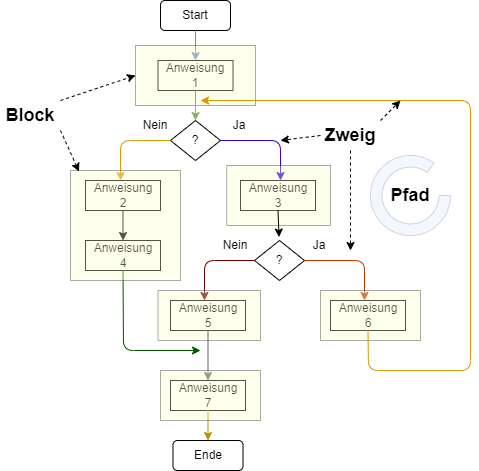 Start
Anweisung
1
Block
Nein
?
Ja
Zweig
Anweisung
2
Anweisung
3
Pfad
Anweisung
4
Nein
?
Ja
Anweisung
5
Anweisung
6
Anweisung
7
Ende